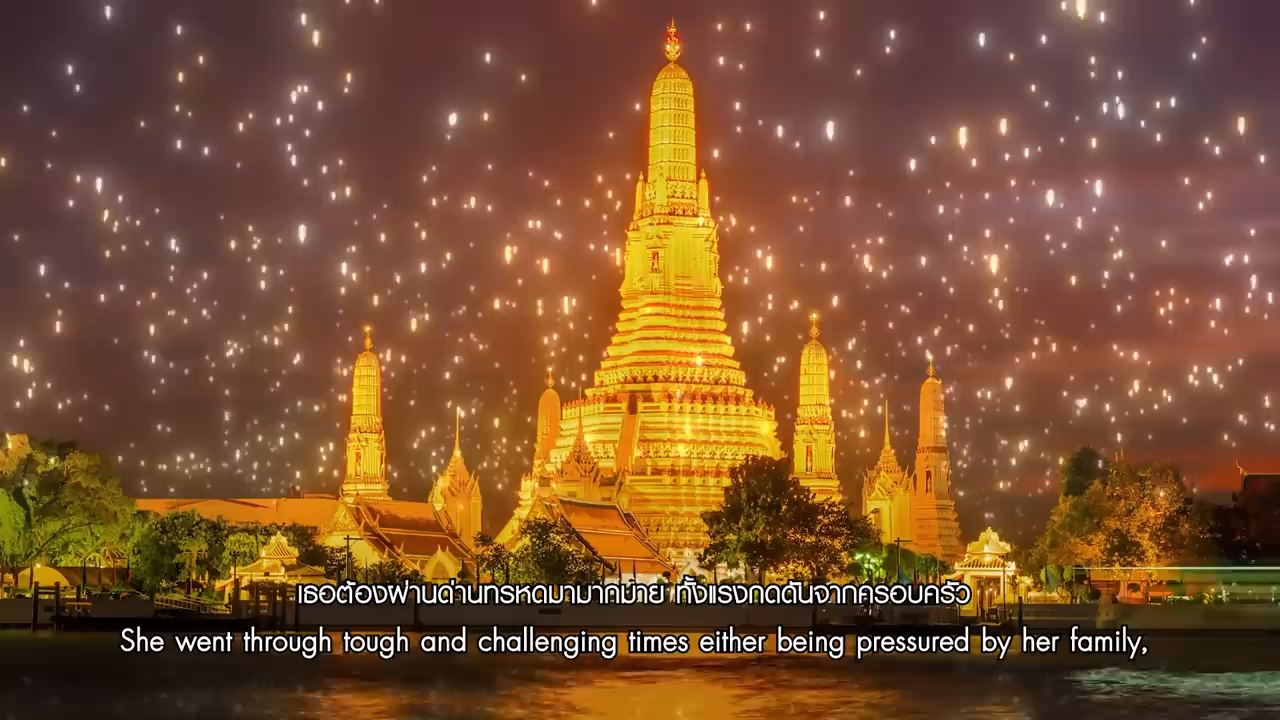 เธอต้องผ่านด่านทรหดมามากมาย ทั้งแรงกดดันจากครอบครัว
She went through tough and challenging times either being pressured by her family,